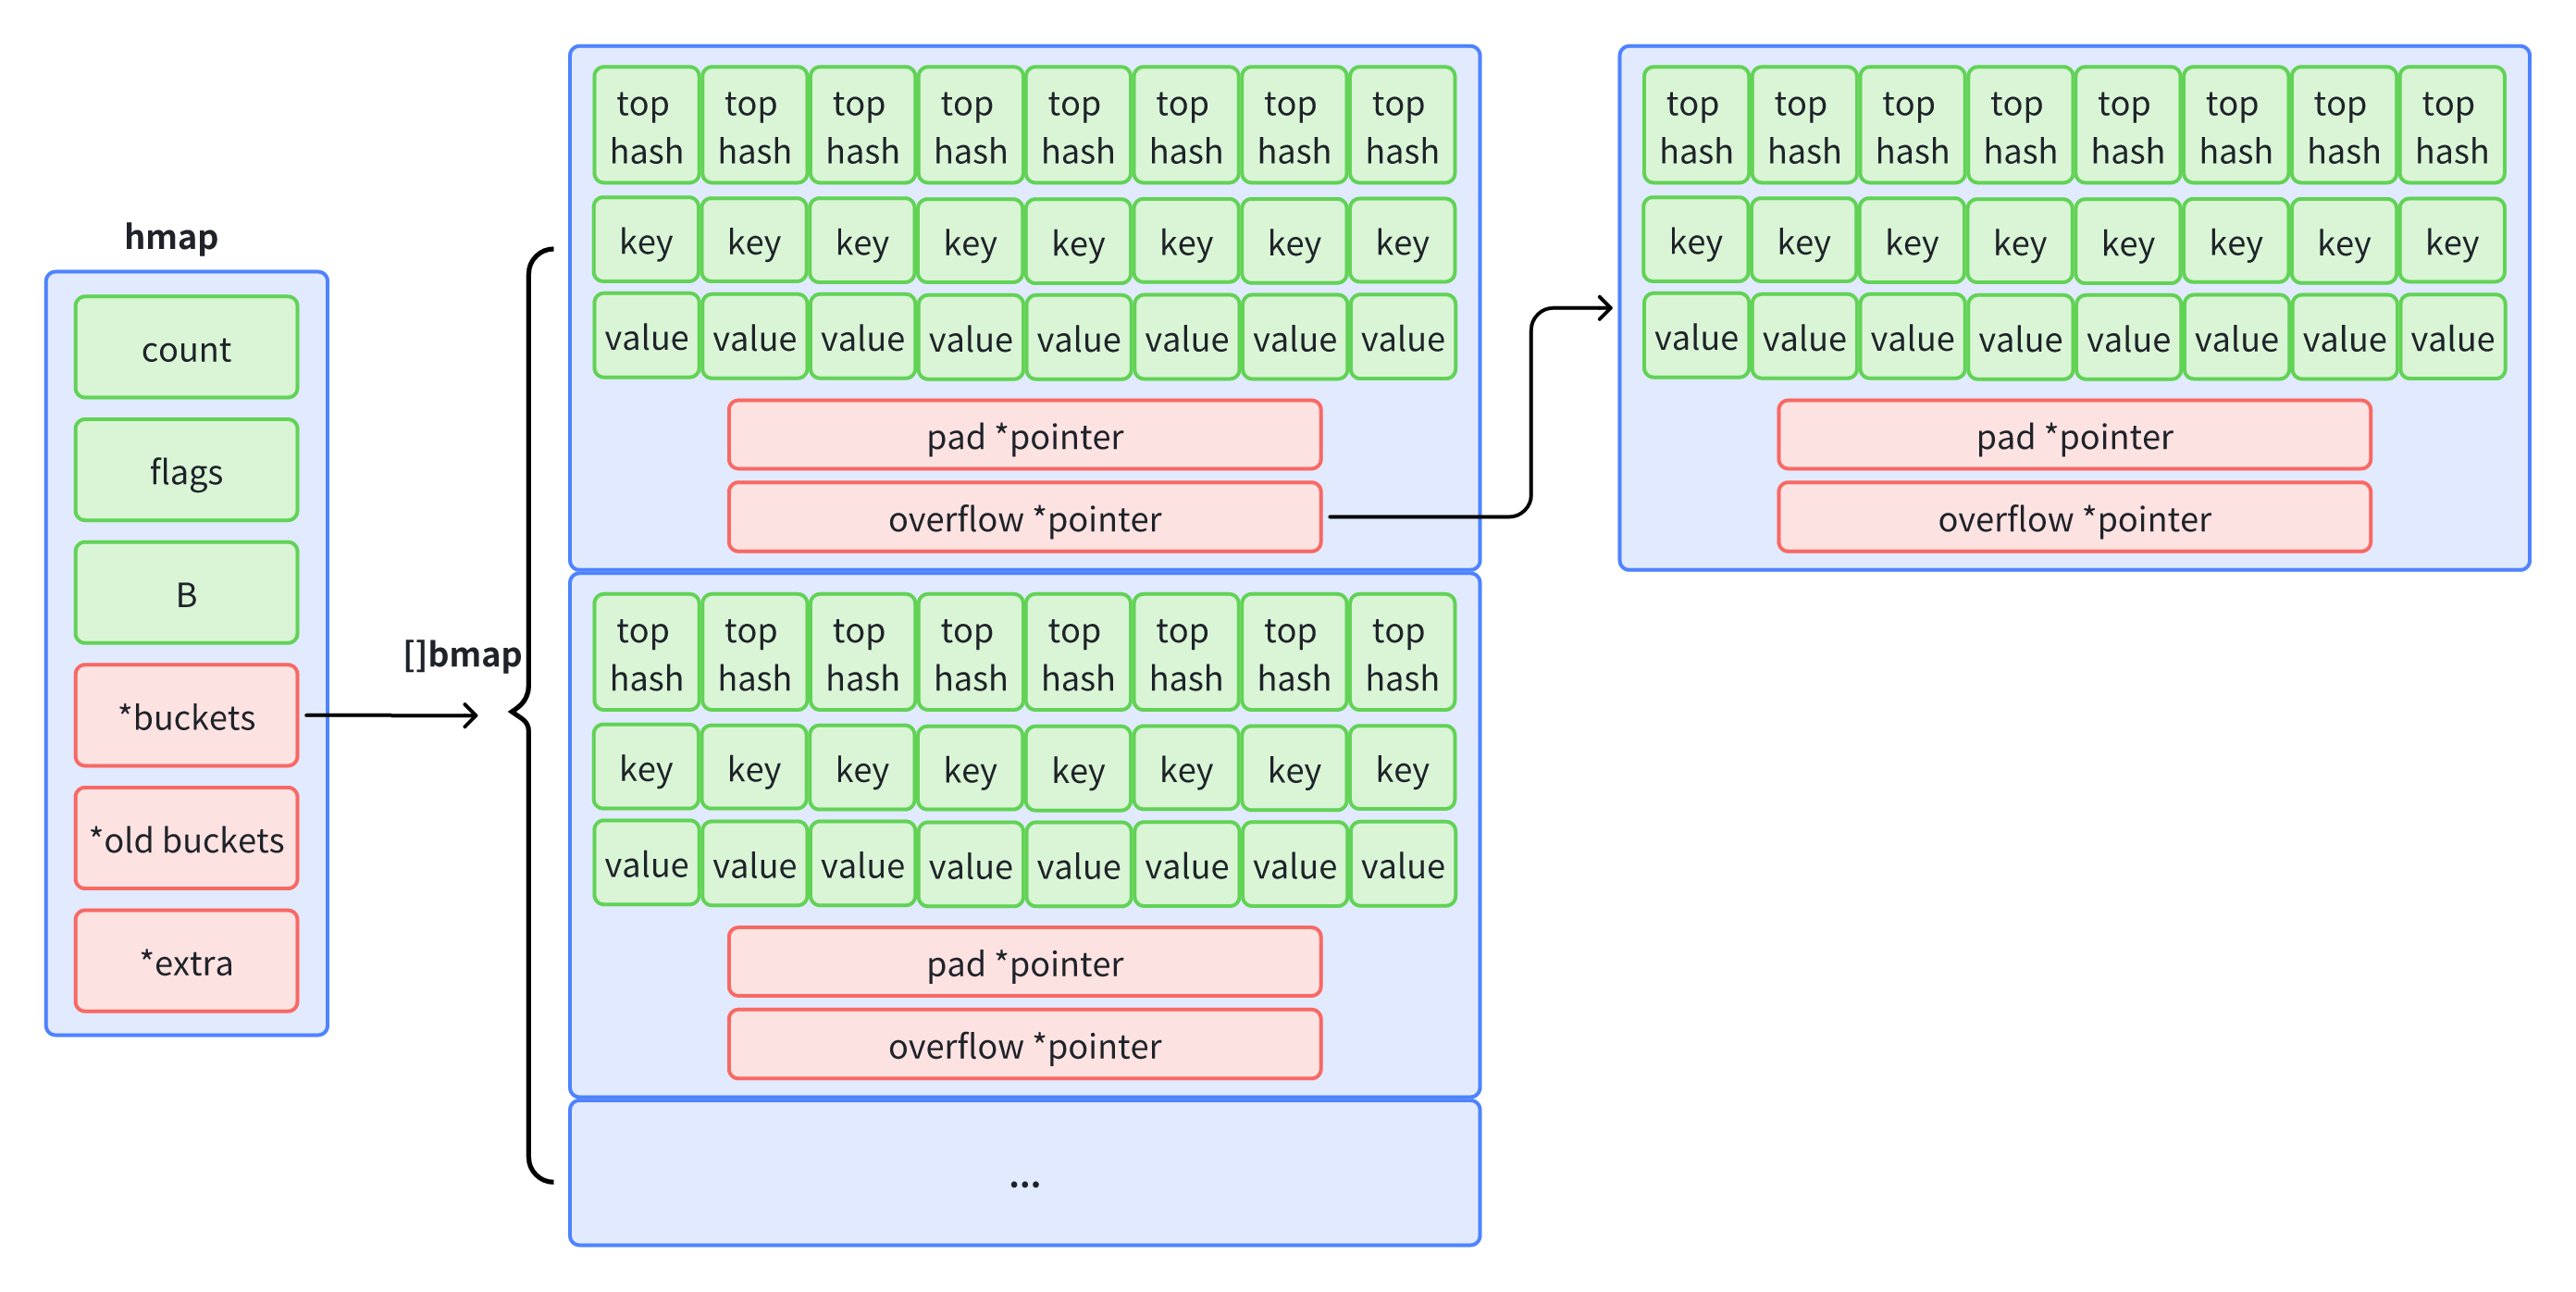 hmap
count
flags
B
*buckets
*old buckets
*extra
[]bmap
top top top top top top top top
hash hash hash hash hash hash hash hash
key key key key key key key key
value value value value value value value value
pad *pointer
overflow *pointer
top top top top top top top top
hash hash hash hash hash hash hash hash
key key key key key key key key
value value value value value value value value
pad *pointer
overflow *pointer
...
top top top top top top top top
hash hash hash hash hash hash hash hash
key key key key key key key key
value value value value value value value value
pad *pointer
overflow *pointer